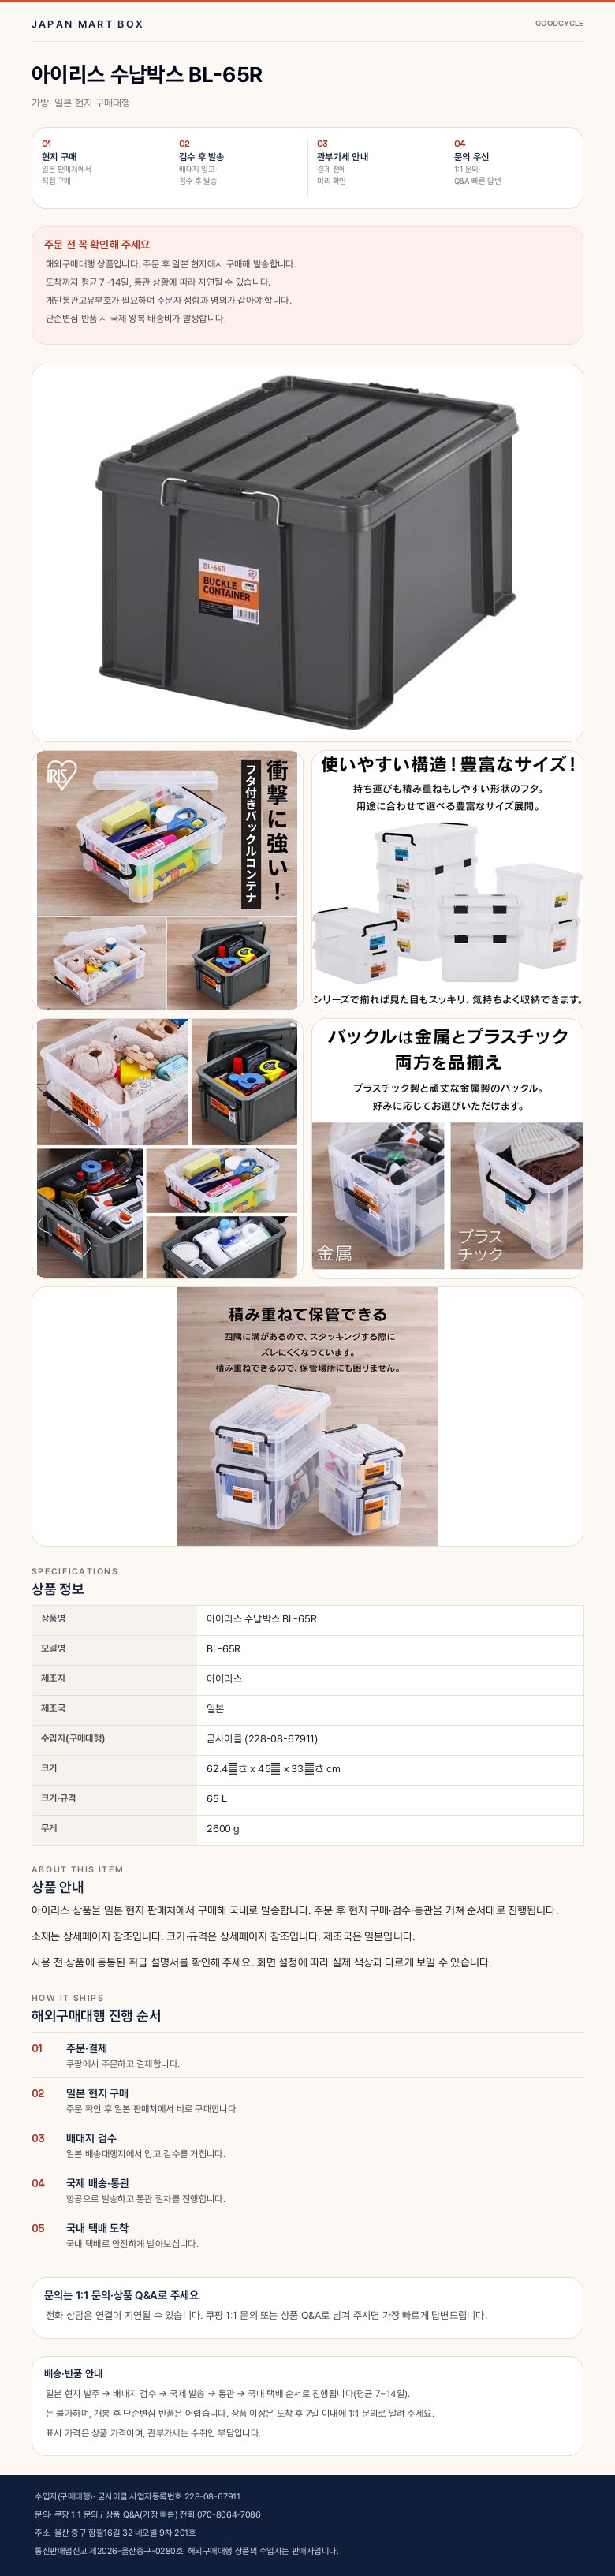 JAPAN MART BOX
GOODCYCLE
아이리스 수납박스 BL-65R
가방· 일본 현지 구매대행
01
현지 구매
일본 판매처에서
직접 구매
02
검수 후 발송
배대지 입고·
검수 후 발송
03
관부가세 안내
결제 전에
미리 확인
04
문의 우선
1:1 문의·
Q&A 빠른 답변
주문 전 꼭 확인해 주세요
해외구매대행 상품입니다. 주문 후 일본 현지에서 구매해 발송합니다.
도착까지 평균 7~14일, 통관 상황에 따라 지연될 수 있습니다.
개인통관고유부호가 필요하며 주문자 성함과 명의가 같아야 합니다.
단순변심 반품 시 국제 왕복 배송비가 발생합니다.
BL-65R
BUCKLE
CONTAINER
IRIS
衝撃に強い!
フタ付きバックルコンテナ
使いやすい構造!豊富なサイズ!
持ち運びも積み重ねもしやすい形状のフタ。
用途に合わせて選べる豊富なサイズ展開。
シリーズで揃れば見た目もスッキリ、気持ちよく収納できます。
バックルは金属とプラスチック
両方を品揃え
プラスチック製と頑丈な金属製のバックル。
好みに応じてお選びいただけます。
金属
プラス
チック
積み重ねて保管できる
四隅に溝があるので、スタッキングする際に
ズレにくくなっています。
積み重ねできるので、保管場所にも困りません。
SPECIFICATIONS
상품 정보
상품명 아이리스 수납박스 BL-65R
모델명 BL-65R
제조자 아이리스
제조국 일본
수입자(구매대행) 굳사이클 (228-08-67911)
크기 62.4 x 45 x 33 cm
크기·규격 65 L
무게 2600 g
ABOUT THIS ITEM
상품 안내
아이리스 상품을 일본 현지 판매처에서 구매해 국내로 발송합니다. 주문 후 현지 구매·검수·통관을 거쳐 순서대로 진행됩니다.
소재는 상세페이지 참조입니다. 크기·규격은 상세페이지 참조입니다. 제조국은 일본입니다.
사용 전 상품에 동봉된 취급 설명서를 확인해 주세요. 화면 설정에 따라 실제 색상과 다르게 보일 수 있습니다.
HOW IT SHIPS
해외구매대행 진행 순서
01 주문·결제
쿠팡에서 주문하고 결제합니다.
02 일본 현지 구매
주문 확인 후 일본 판매처에서 바로 구매합니다.
03 배대지 검수
일본 배송대행지에서 입고·검수를 거칩니다.
04 국제 배송·통관
항공으로 발송하고 통관 절차를 진행합니다.
05 국내 택배 도착
국내 택배로 안전하게 받아보십니다.
문의는 1:1 문의·상품 Q&A로 주세요
전화 상담은 연결이 지연될 수 있습니다. 쿠팡 1:1 문의 또는 상품 Q&A로 남겨 주시면 가장 빠르게 답변드립니다.
배송·반품 안내
일본 현지 발주 → 배대지 검수 → 국제 발송 → 통관 → 국내 택배 순서로 진행됩니다(평균 7~14일).
는 불가하며, 개봉 후 단순변심 반품은 어렵습니다. 상품 이상은 도착 후 7일 이내에 1:1 문의로 알려 주세요.
표시 가격은 상품 가격이며, 관부가세는 수취인 부담입니다.
수입자(구매대행)· 굳사이클 사업자등록번호 228-08-67911
문의· 쿠팡 1:1 문의 / 상품 Q&A(가장 빠름) 전화 070-8064-7086
주소· 울산 중구 함월16길 32 네오빌 9차 201호
통신판매업신고 제2026-울산중구-0280호· 해외구매대행 상품의 수입자는 판매자입니다.